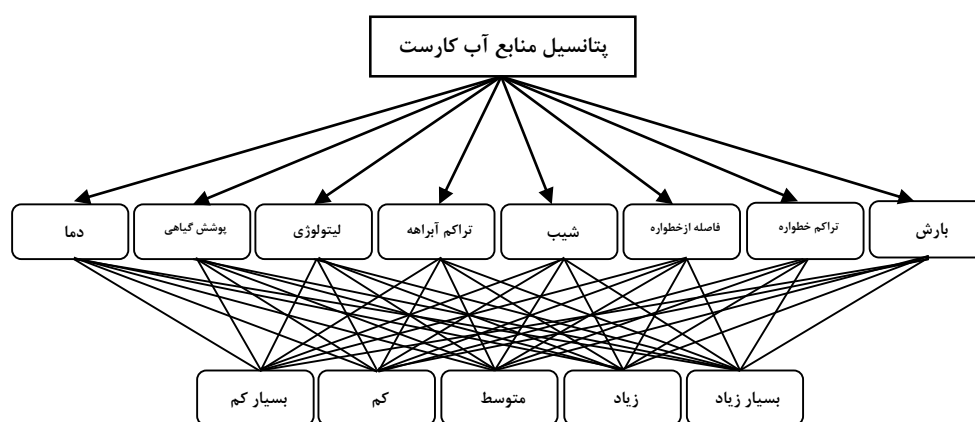 پتانسیل منابع آب کارست
بارش
تراکم خطواره
فاصله ازخطواره
شیب
تراکم آبراهه
لیتولوژی
پوشش گیاهی
دما
بسیار زیاد
زیاد
متوسط
کم
بسیار کم